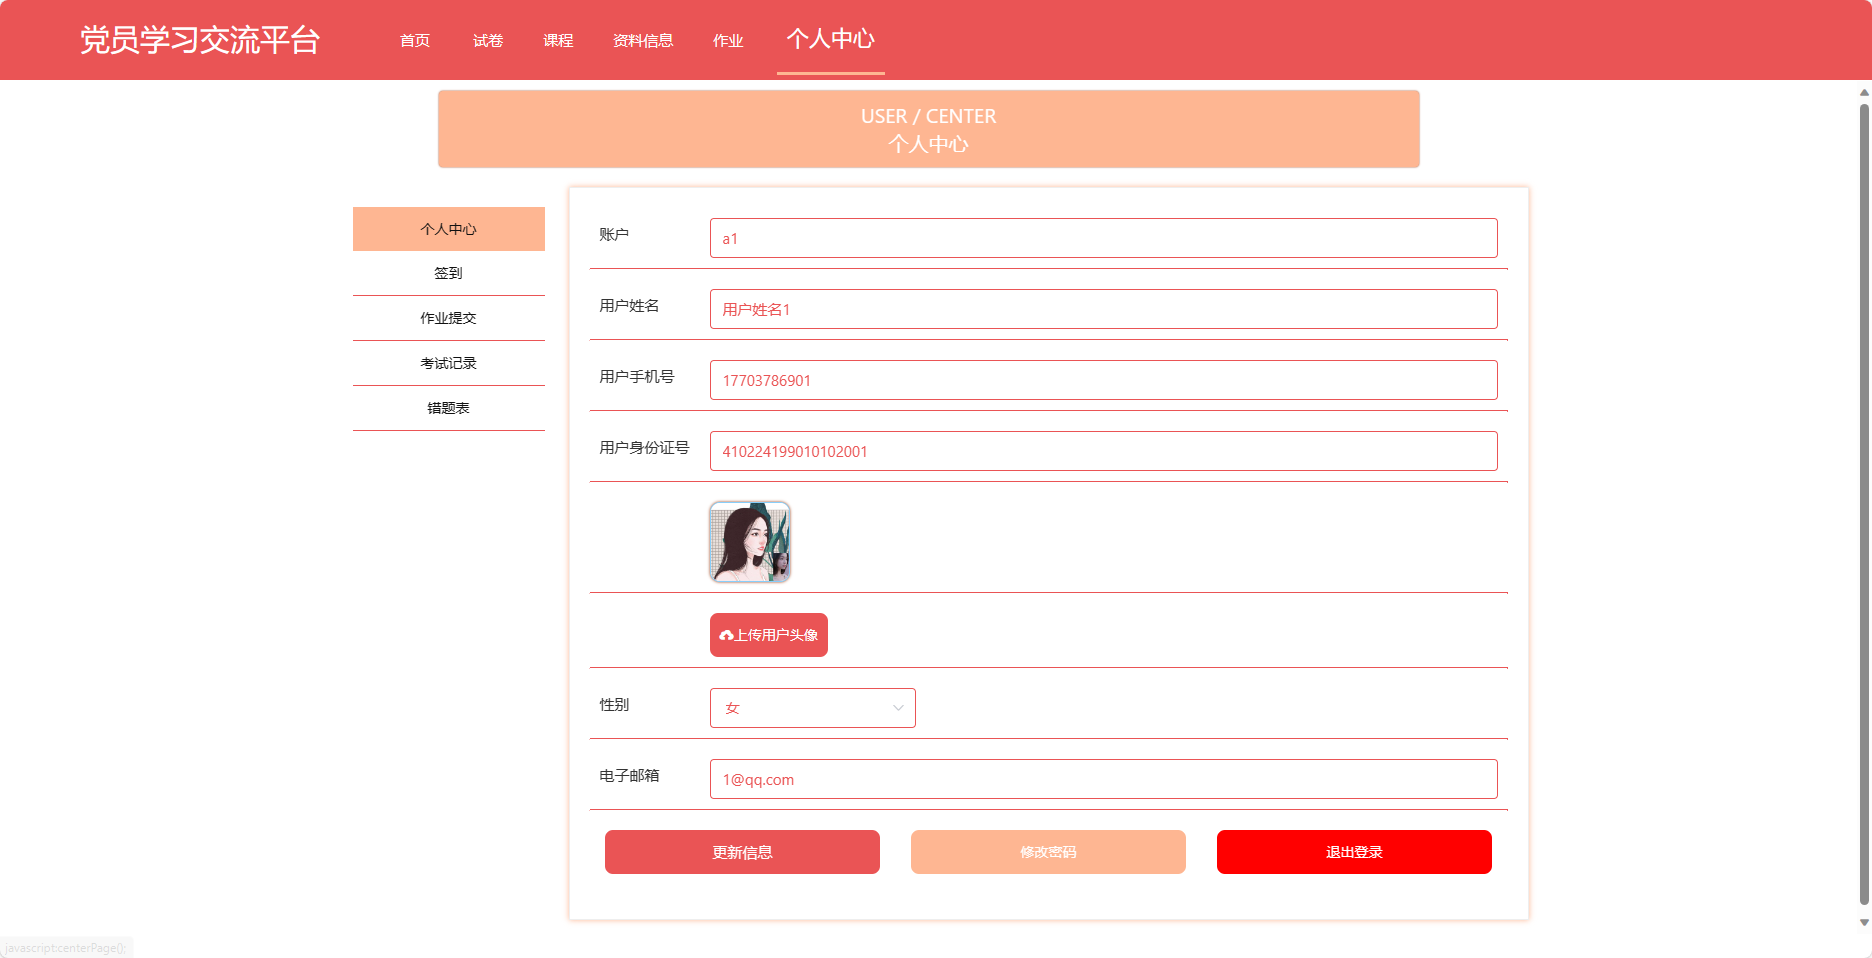 党员学习交流平台
首页 试卷 课程 资料信息 作业 个人中心
USER / CENTER
个人中心
个人中心
签到
作业提交
考试记录
错题表
账户 a1
用户姓名 用户姓名1
用户手机号 17703786901
用户身份证号 410224199010102001
上传用户头像
性别 女
电子邮箱 1@qq.com
更新信息 修改密码 退出登录
javascript:centerPage();